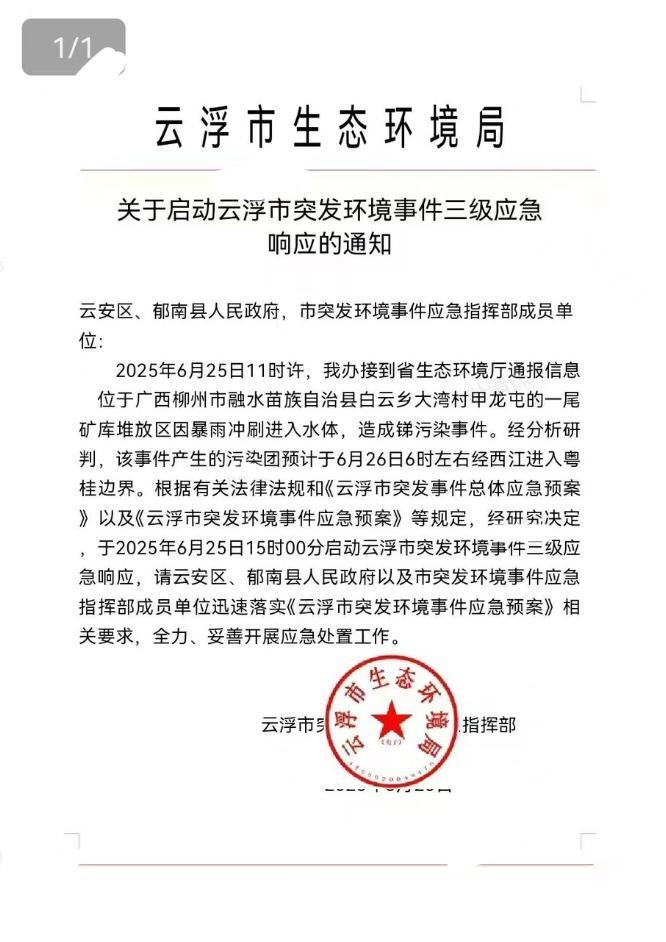 1/1
云浮市生态环境局
关于启动云浮市突发环境事件三级应急
响应的通知
云安区、郁南县人民政府，市突发环境事件应急指挥部成员单
位：
2025年6月25日11时许，我办接到省生态环境厅通报信息
位于广西柳州市融水苗族自治县白云乡大湾村甲龙屯的一尾
矿库堆放区因暴雨冲刷进入水体，造成锑污染事件。经分析研
判，该事件产生的污染团预计于6月26日6时左右经西江进入粤
桂边界。根据有关法律法规和《云浮市突发事件总体应急预案
》以及《云浮市突发环境事件应急预案》等规定，经研究决定
，于2025年6月25日15时00分启动云浮市突发环境事件三级应
急响应，请云安区、郁南县人民政府以及市突发环境事件应急
指挥部成员单位迅速落实《云浮市突发环境事件应急预案》相
关要求，全力、妥善开展应急处置工作。
云浮市生态环境局
云浮市突 指挥部